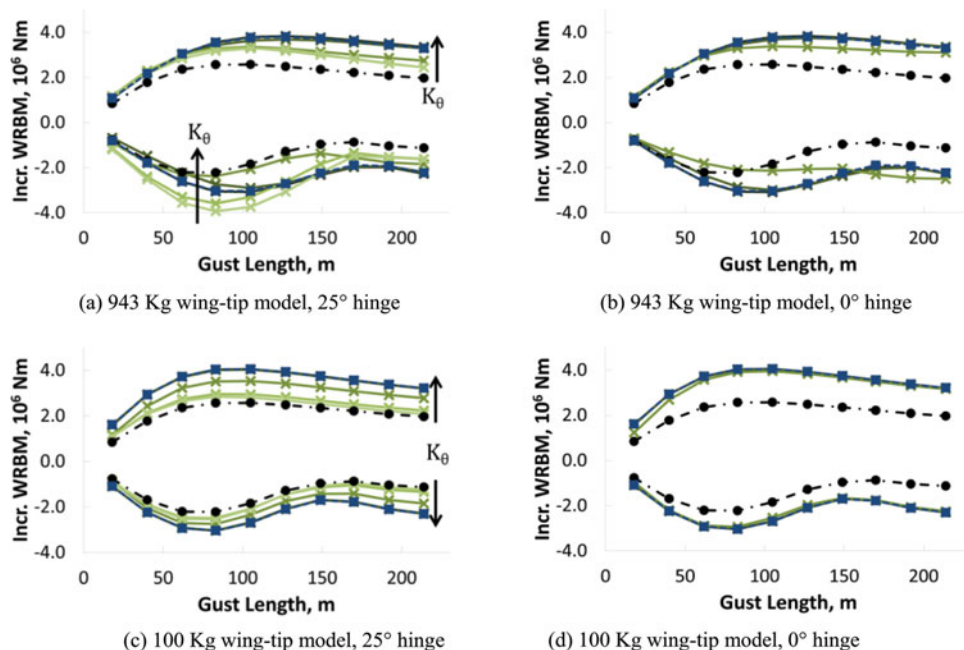 Incr. WRBM, 10⁶ Nm
4.0
2.0
0.0
-2.0
-4.0
K_θ
K_θ
0 50 100 150 200
Gust Length, m
(a) 943 Kg wing-tip model, 25° hinge
Incr. WRBM, 10⁶ Nm
4.0
2.0
0.0
-2.0
-4.0
0 50 100 150 200
Gust Length, m
(b) 943 Kg wing-tip model, 0° hinge
Incr. WRBM, 10⁶ Nm
4.0
2.0
0.0
-2.0
-4.0
K_θ
0 50 100 150 200
Gust Length, m
(c) 100 Kg wing-tip model, 25° hinge
Incr. WRBM, 10⁶ Nm
4.0
2.0
0.0
-2.0
-4.0
0 50 100 150 200
Gust Length, m
(d) 100 Kg wing-tip model, 0° hinge